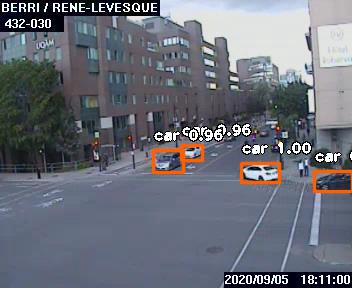 BERRI / RENE-LEVESQUE
432-030
UQAM
car 0.96
car 0.96
car 1.00
car
2020/09/05 18:11:00